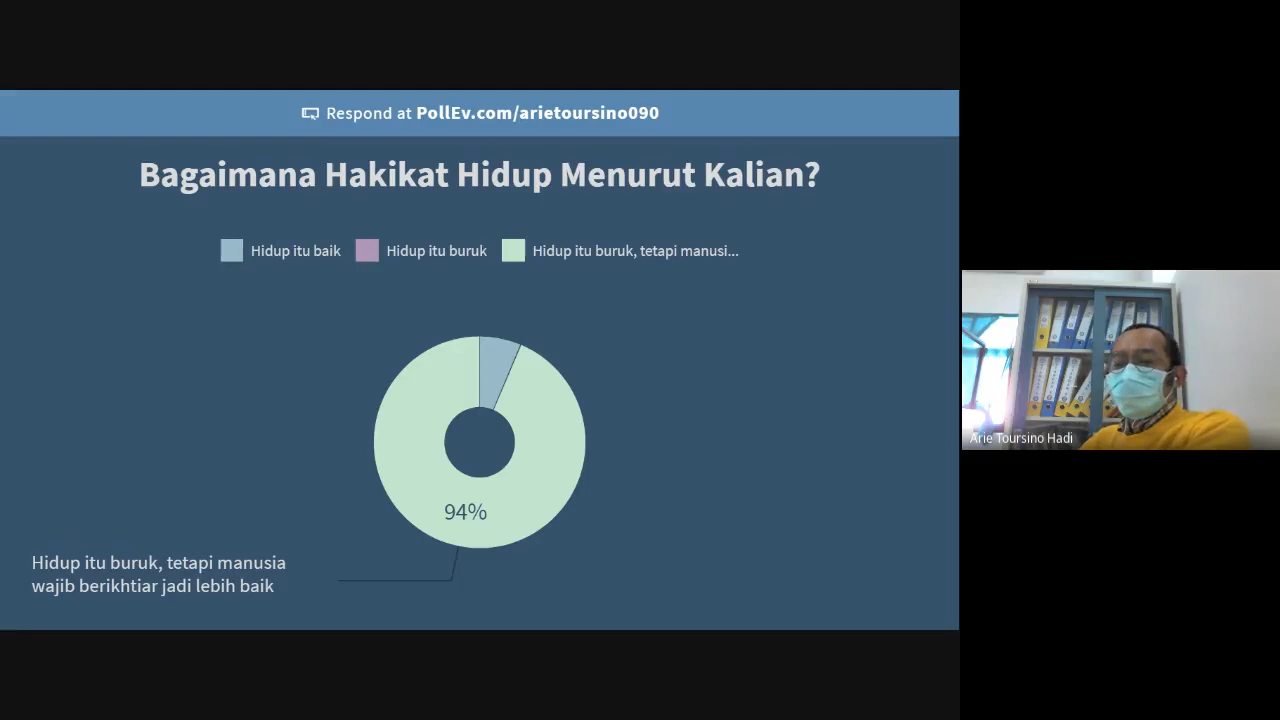 Respond at PollEv.com/arietoursino090
Bagaimana Hakikat Hidup Menurut Kalian?
Hidup itu baik
Hidup itu buruk
Hidup itu buruk, tetapi manusi...
94%
Hidup itu buruk, tetapi manusia
wajib berikhtiar jadi lebih baik
Arie Toursino Hadi